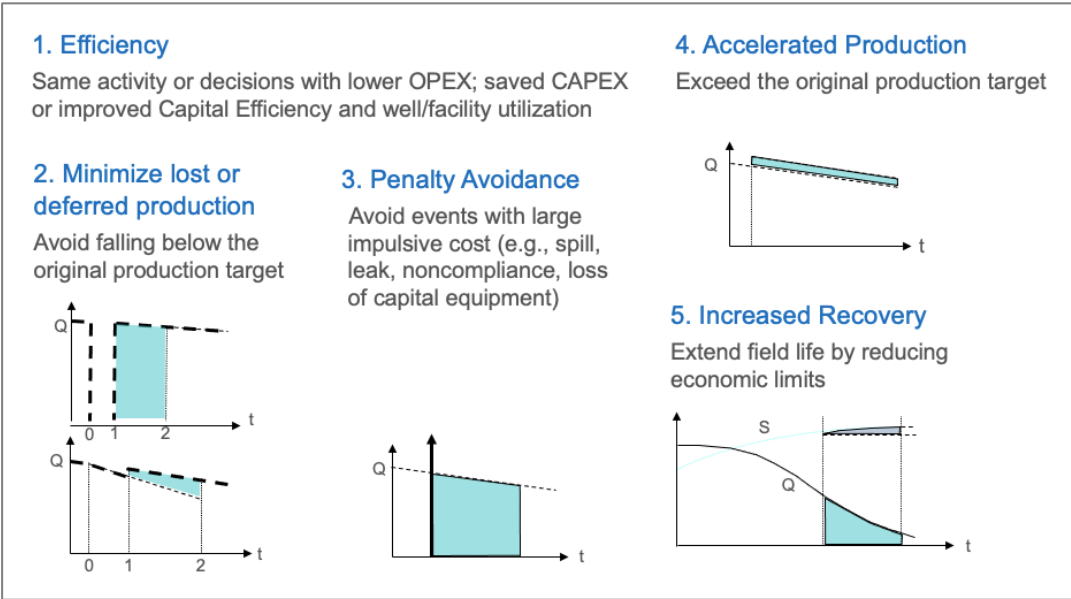 1. Efficiency
Same activity or decisions with lower OPEX; saved CAPEX
or improved Capital Efficiency and well/facility utilization
2. Minimize lost or
deferred production
Avoid falling below the
original production target
Q
t
0 1 2
Q
t
0 1 2
3. Penalty Avoidance
Avoid events with large
impulsive cost (e.g., spill,
leak, noncompliance, loss
of capital equipment)
Q
t
4. Accelerated Production
Exceed the original production target
Q
t
5. Increased Recovery
Extend field life by reducing
economic limits
S
Q
t